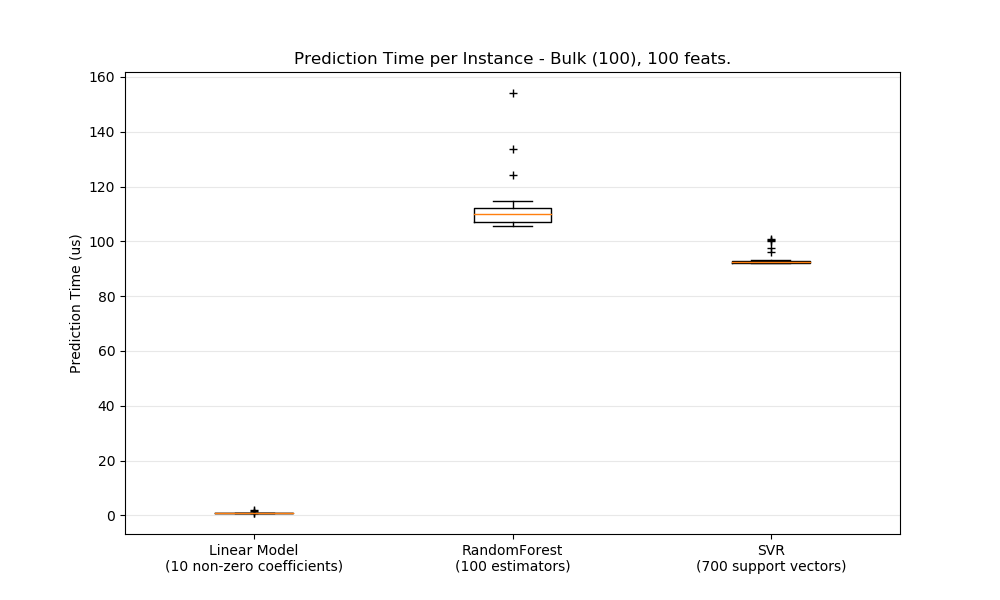 Prediction Time per Instance - Bulk (100), 100 feats.
160
140
120
100
80
60
40
20
0
Prediction Time (us)
Linear Model
(10 non-zero coefficients)
RandomForest
(100 estimators)
SVR
(700 support vectors)